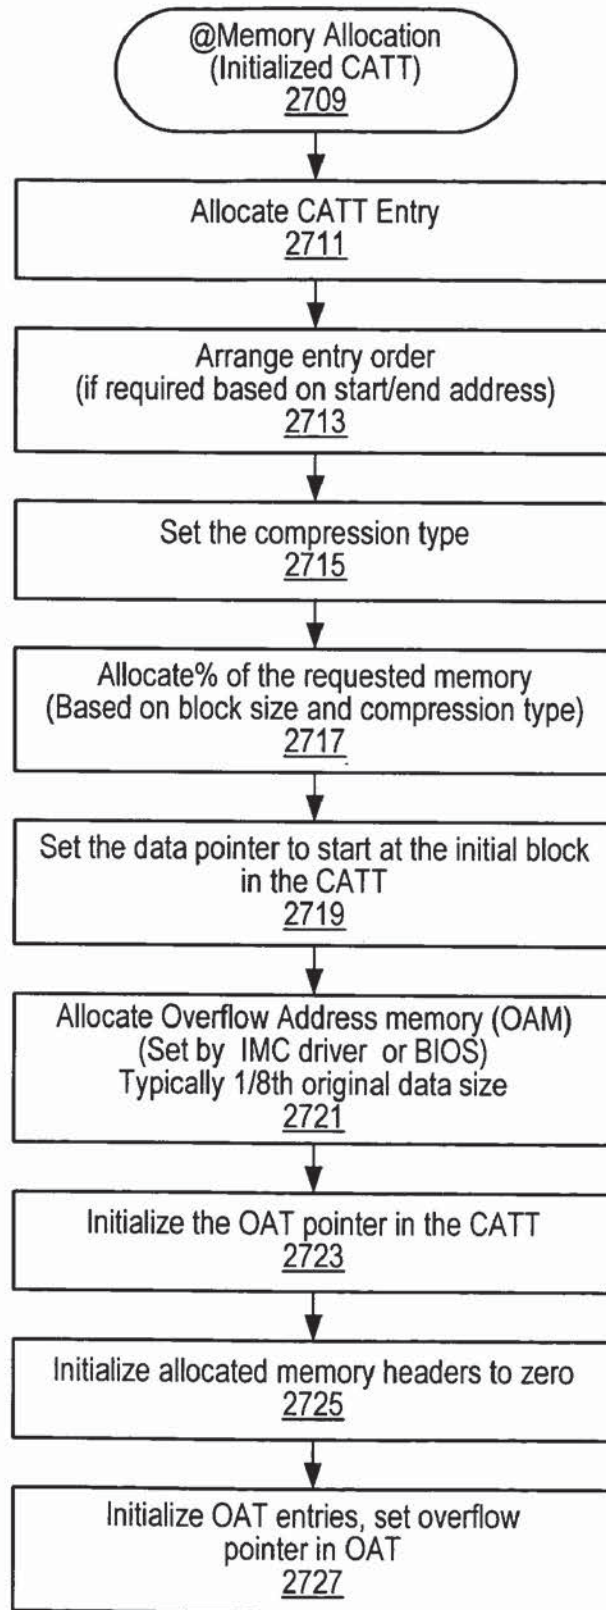 @Memory Allocation
(Initialized CATT)
2709
Allocate CATT Entry
2711
Arrange entry order
(if required based on start/end address)
2713
Set the compression type
2715
Allocate% of the requested memory
(Based on block size and compression type)
2717
Set the data pointer to start at the initial block
in the CATT
2719
Allocate Overflow Address memory (OAM)
(Set by IMC driver or BIOS)
Typically 1/8th original data size
2721
Initialize the OAT pointer in the CATT
2723
Initialize allocated memory headers to zero
2725
Initialize OAT entries, set overflow
pointer in OAT
2727